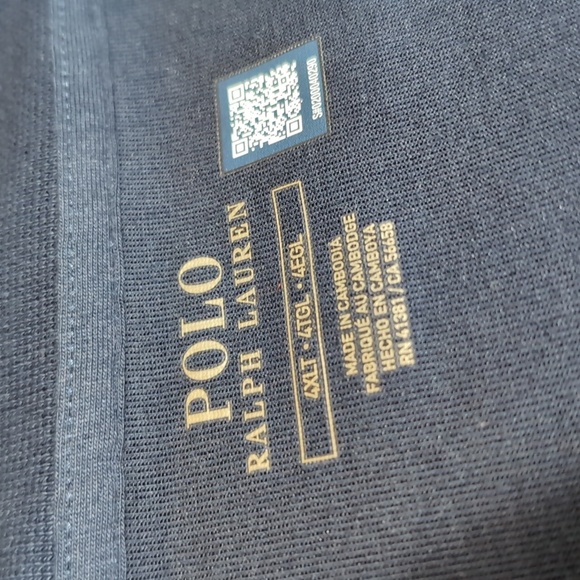 POLO
RALPH LAUREN
4XLT • 4TGL • 4EGL
MADE IN CAMBODIA
FABRIQUÉ AU CAMBODGE
HECHO EN CAMBOYA
RN 41381 / CA 56658